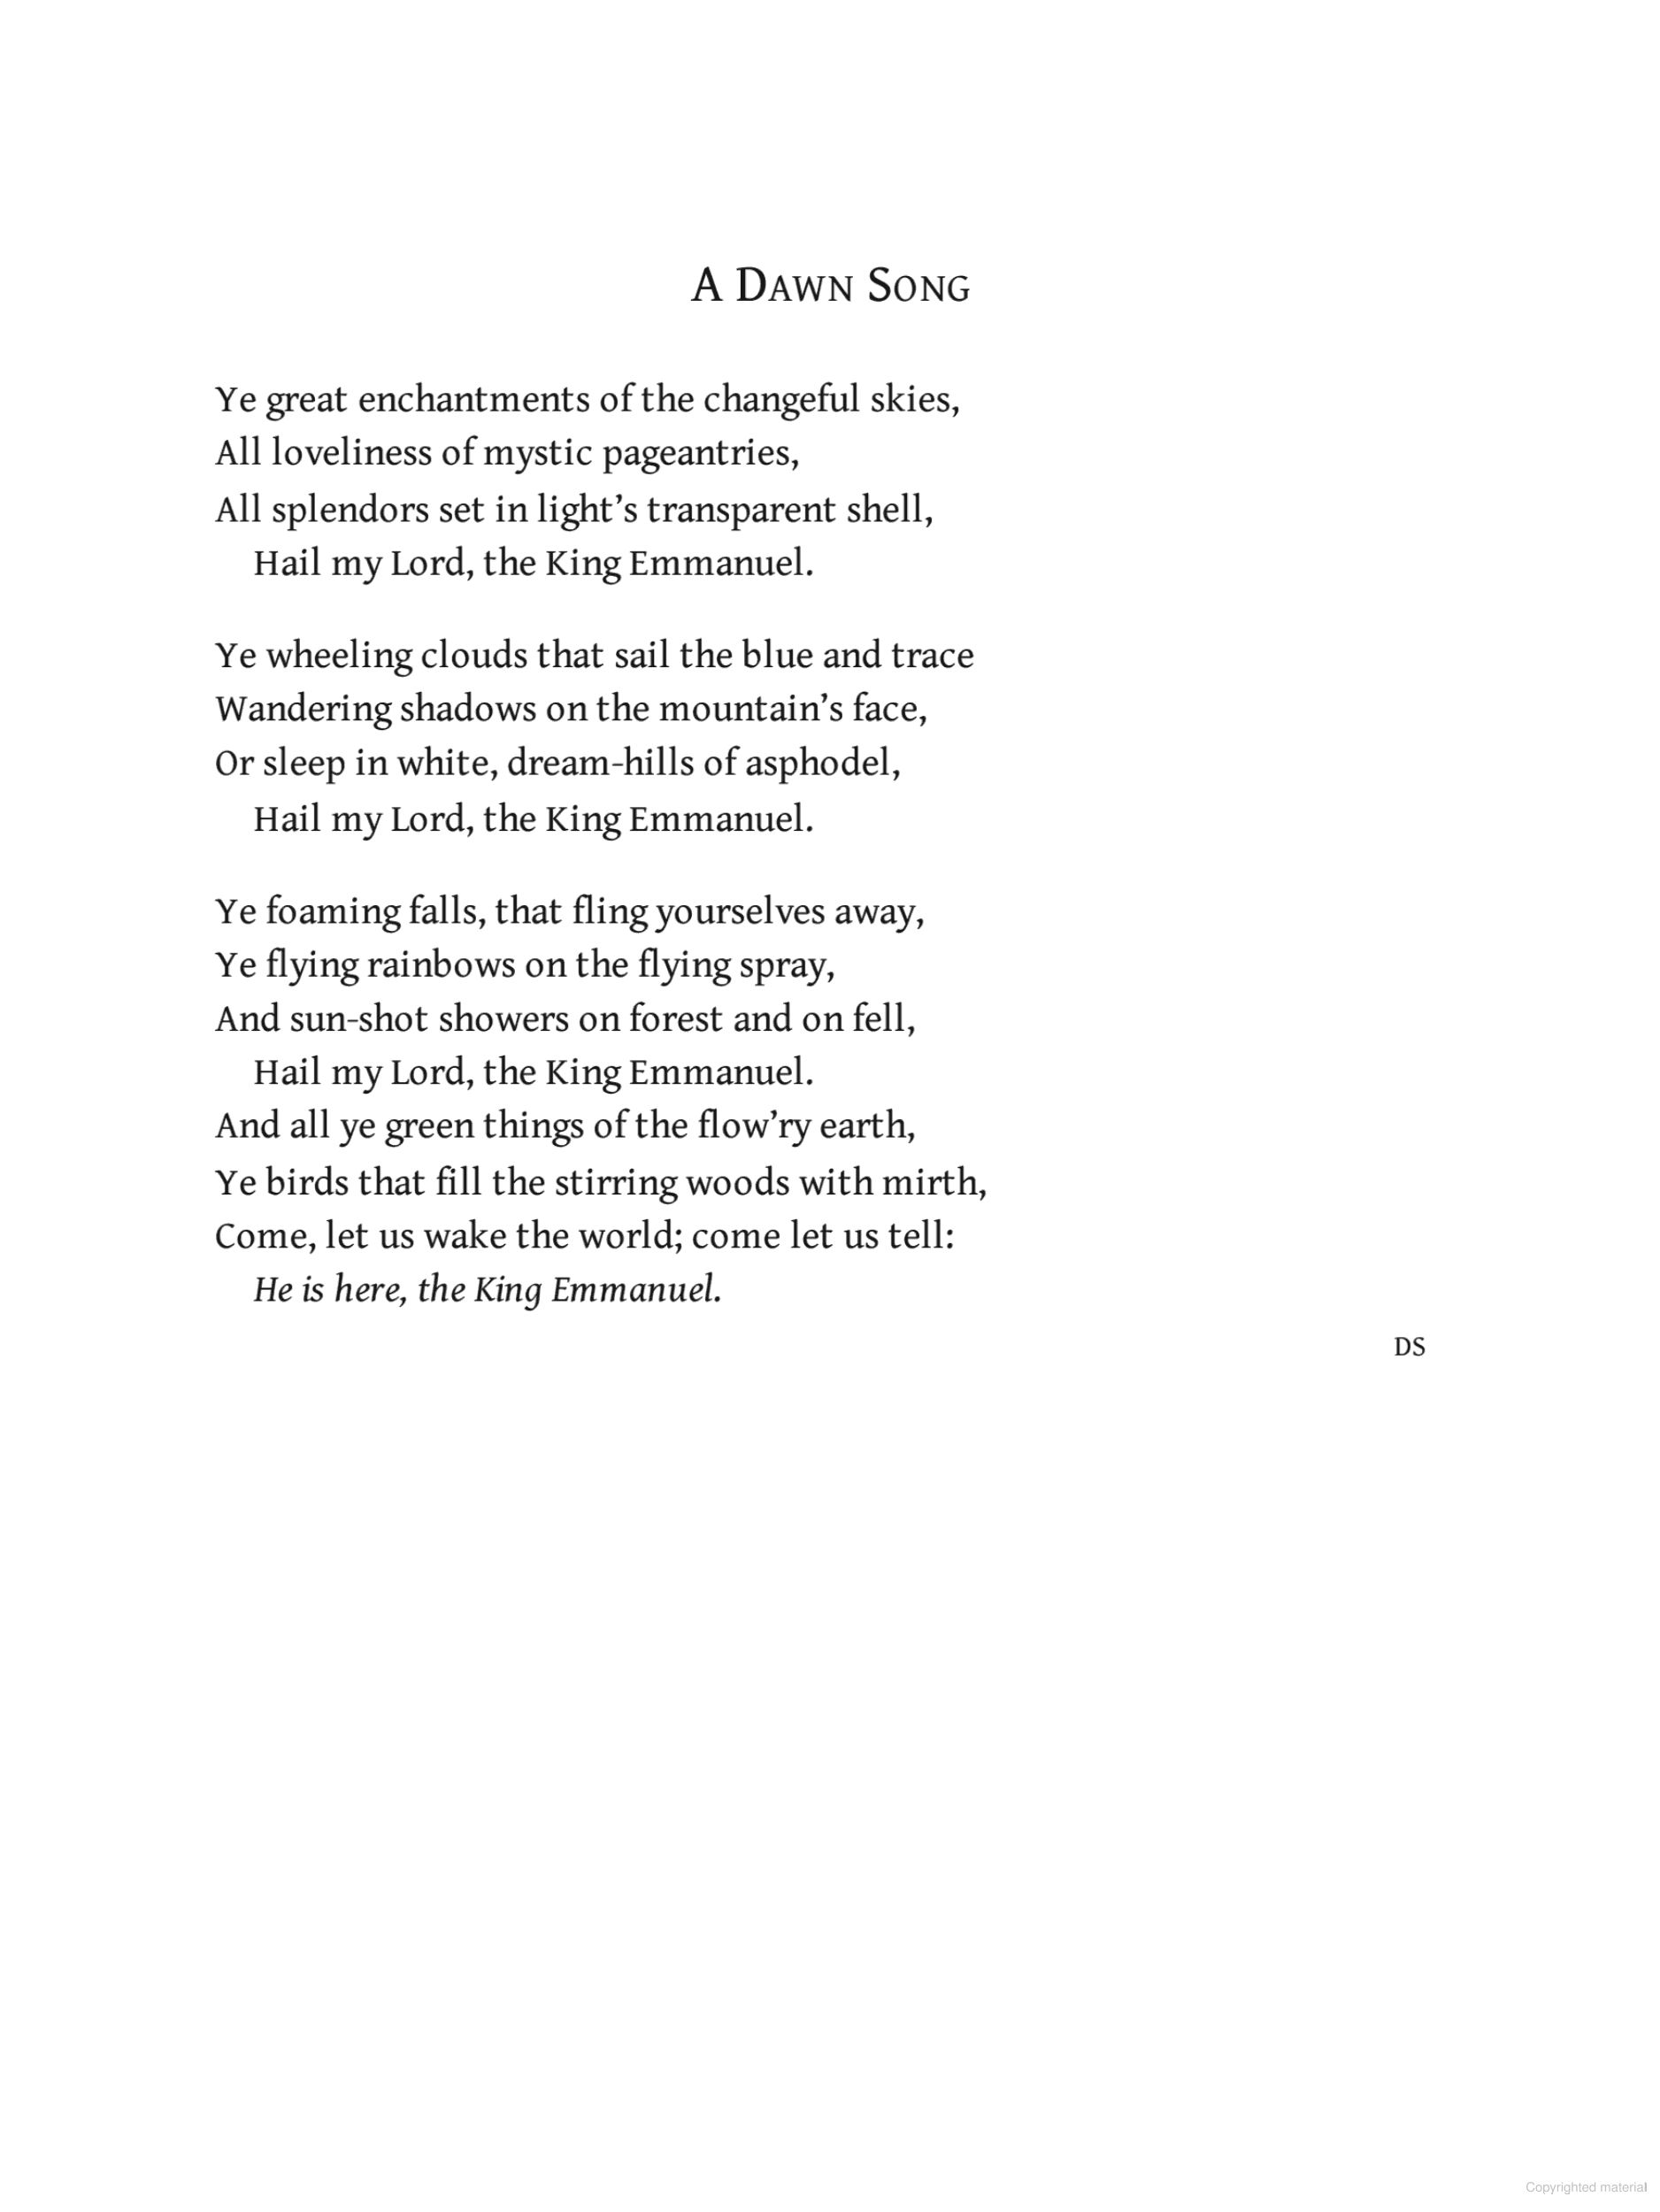 A Dawn Song
Ye great enchantments of the changeful skies,
All loveliness of mystic pageantries,
All splendors set in light’s transparent shell,
Hail my Lord, the King Emmanuel.
Ye wheeling clouds that sail the blue and trace
Wandering shadows on the mountain’s face,
Or sleep in white, dream-hills of asphodel,
Hail my Lord, the King Emmanuel.
Ye foaming falls, that fling yourselves away,
Ye flying rainbows on the flying spray,
And sun-shot showers on forest and on fell,
Hail my Lord, the King Emmanuel.
And all ye green things of the flow’ry earth,
Ye birds that fill the stirring woods with mirth,
Come, let us wake the world; come let us tell:
He is here, the King Emmanuel.
DS
Copyrighted material